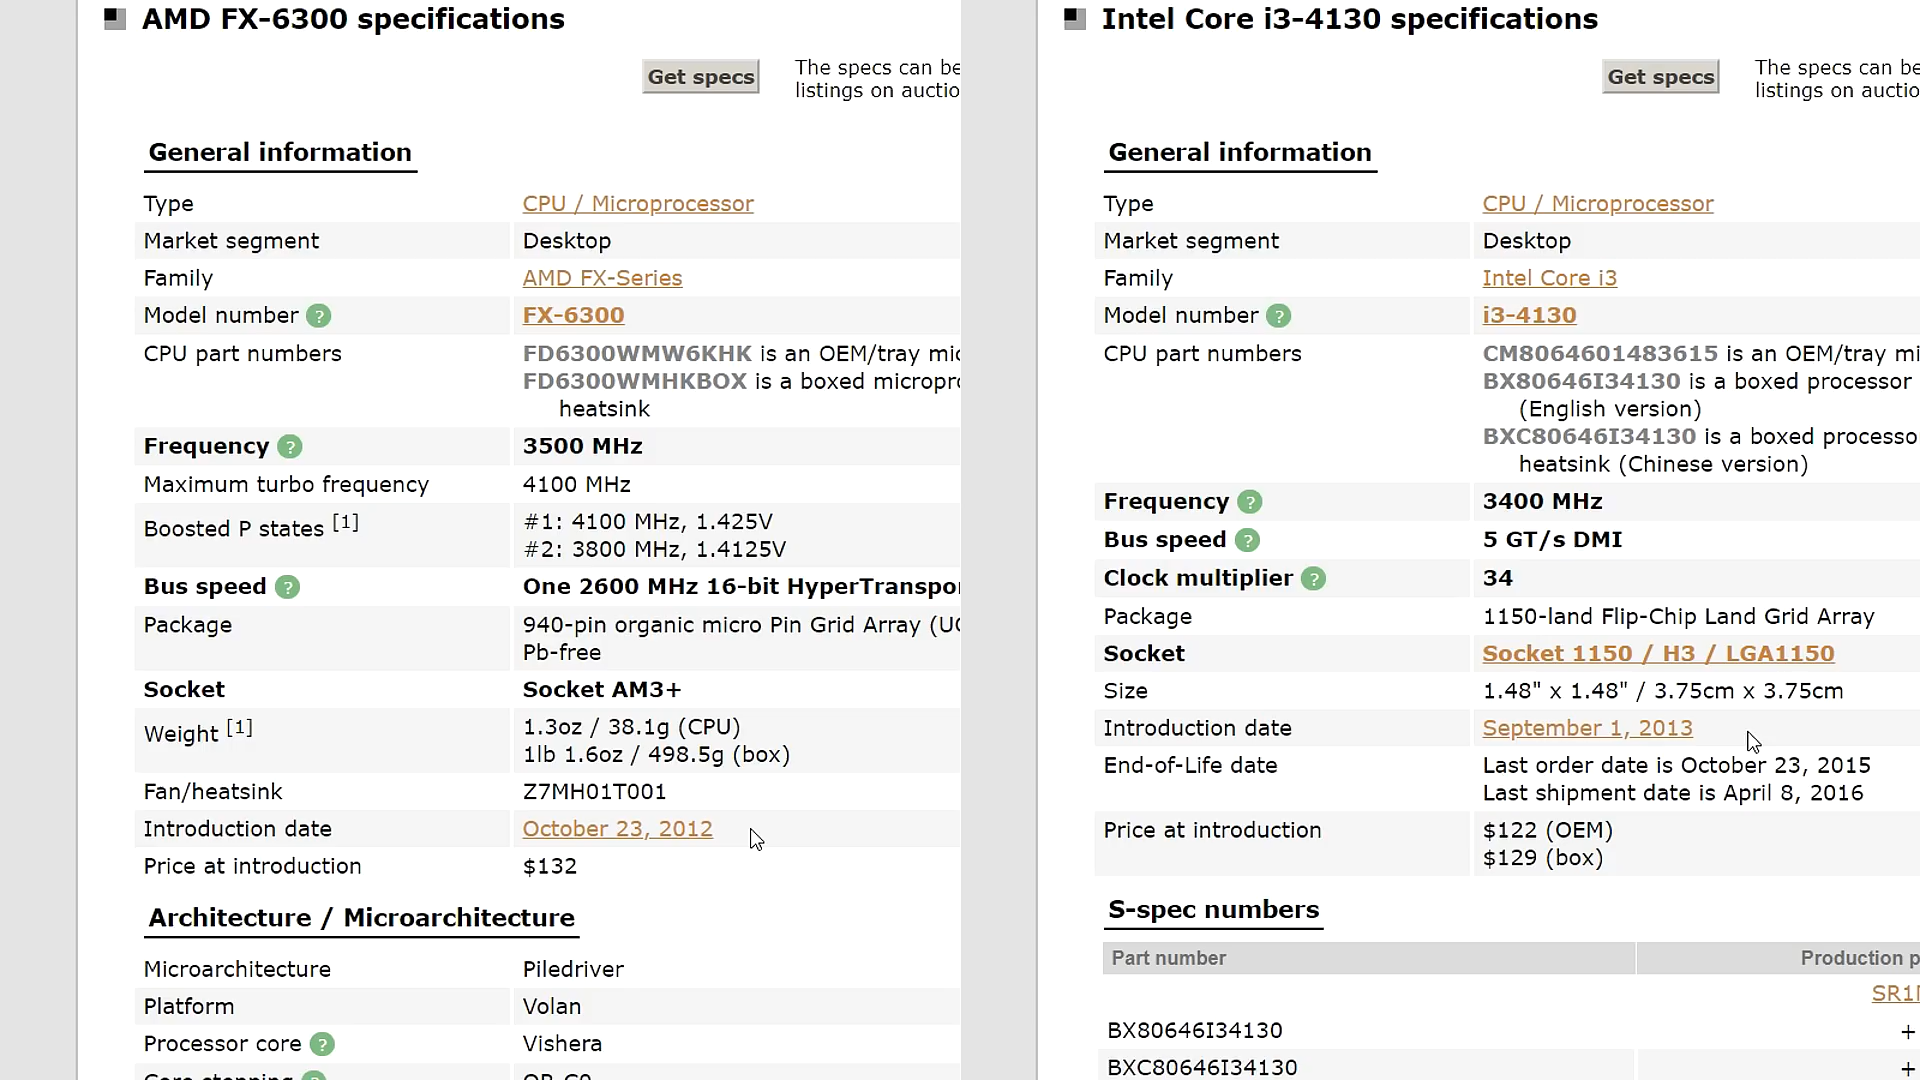 AMD FX-6300 specifications
Get specs
The specs can be
listings on auctio
General information
Type CPU / Microprocessor
Market segment Desktop
Family AMD FX-Series
Model number ? FX-6300
CPU part numbers FD6300WMW6KHK is an OEM/tray mic
FD6300WMHKBOX is a boxed micropro
heatsink
Frequency ? 3500 MHz
Maximum turbo frequency 4100 MHz
Boosted P states [1] #1: 4100 MHz, 1.425V
#2: 3800 MHz, 1.4125V
Bus speed ? One 2600 MHz 16-bit HyperTranspor
Package 940-pin organic micro Pin Grid Array (UO
Pb-free
Socket Socket AM3+
Weight [1] 1.3oz / 38.1g (CPU)
1lb 1.6oz / 498.5g (box)
Fan/heatsink Z7MH01T001
Introduction date October 23, 2012
Price at introduction $132
Architecture / Microarchitecture
Microarchitecture Piledriver
Platform Volan
Processor core ? Vishera
Intel Core i3-4130 specifications
Get specs
The specs can be
listings on auctio
General information
Type CPU / Microprocessor
Market segment Desktop
Family Intel Core i3
Model number ? i3-4130
CPU part numbers CM8064601483615 is an OEM/tray mi
BX80646I34130 is a boxed processor
(English version)
BXC80646I34130 is a boxed processo
heatsink (Chinese version)
Frequency ? 3400 MHz
Bus speed ? 5 GT/s DMI
Clock multiplier ? 34
Package 1150-land Flip-Chip Land Grid Array
Socket Socket 1150 / H3 / LGA1150
Size 1.48" x 1.48" / 3.75cm x 3.75cm
Introduction date September 1, 2013
End-of-Life date Last order date is October 23, 2015
Last shipment date is April 8, 2016
Price at introduction $122 (OEM)
$129 (box)
S-spec numbers
Part number Production p
SR1N
BX80646I34130 +
BXC80646I34130 +